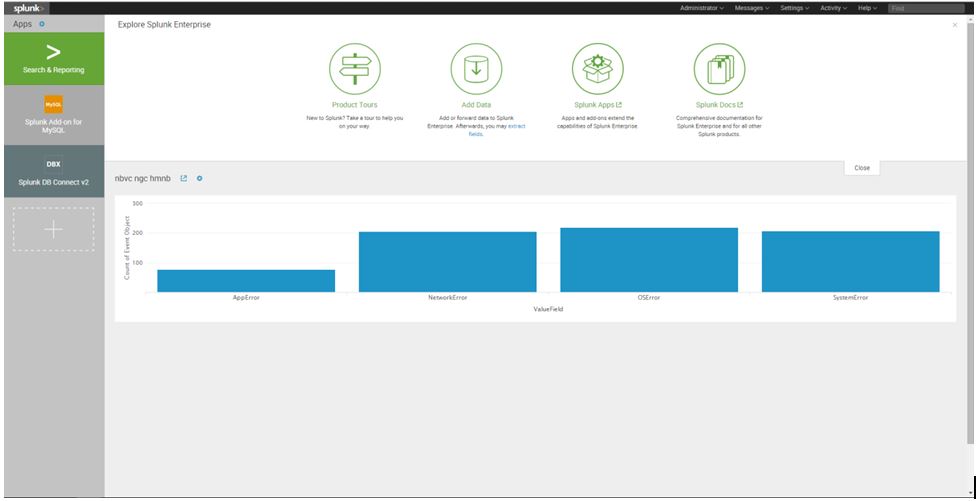 splunk>
Administrator Messages Settings Activity Help Find
Apps
Explore Splunk Enterprise
Search & Reporting
MySQL
Splunk Add-on for
MySQL
DBX
Splunk DB Connect v2
Product Tours
New to Splunk? Take a tour to help you
on your way.
Add Data
Add or forward data to Splunk
Enterprise. Afterwards, you may extract
fields.
Splunk Apps
Apps and add-ons extend the
capabilities of Splunk Enterprise.
Splunk Docs
Comprehensive documentation for
Splunk Enterprise and for all other
Splunk products.
Close
nbvc ngc hmnb
Count of Event Object
300
200
100
AppError NetworkError OSError SystemError
ValueField